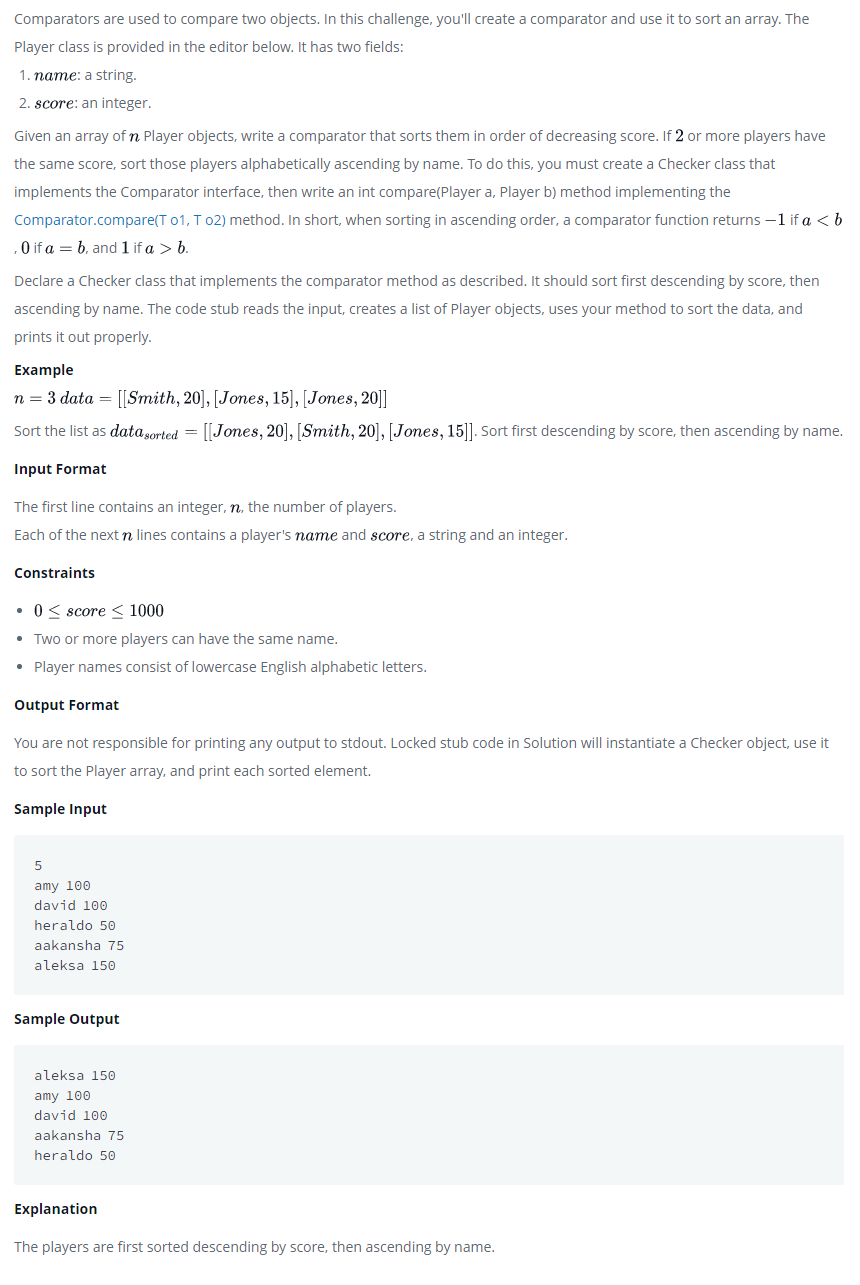 Comparators are used to compare two objects. In this challenge, you'll create a comparator and use it to sort an array. The
Player class is provided in the editor below. It has two fields:
1. name: a string.
2. score: an integer.
Given an array of n Player objects, write a comparator that sorts them in order of decreasing score. If 2 or more players have
the same score, sort those players alphabetically ascending by name. To do this, you must create a Checker class that
implements the Comparator interface, then write an int compare(Player a, Player b) method implementing the
Comparator.compare(T o1, T o2) method. In short, when sorting in ascending order, a comparator function returns −1 if a < b
, 0 if a = b, and 1 if a > b.
Declare a Checker class that implements the comparator method as described. It should sort first descending by score, then
ascending by name. The code stub reads the input, creates a list of Player objects, uses your method to sort the data, and
prints it out properly.
Example
n = 3 data = [[Smith, 20], [Jones, 15], [Jones, 20]]
Sort the list as data_sorted = [[Jones, 20], [Smith, 20], [Jones, 15]]. Sort first descending by score, then ascending by name.
Input Format
The first line contains an integer, n, the number of players.
Each of the next n lines contains a player's name and score, a string and an integer.
Constraints
• 0 ≤ score ≤ 1000
• Two or more players can have the same name.
• Player names consist of lowercase English alphabetic letters.
Output Format
You are not responsible for printing any output to stdout. Locked stub code in Solution will instantiate a Checker object, use it
to sort the Player array, and print each sorted element.
Sample Input
5
amy 100
david 100
heraldo 50
aakansha 75
aleksa 150
Sample Output
aleksa 150
amy 100
david 100
aakansha 75
heraldo 50
Explanation
The players are first sorted descending by score, then ascending by name.